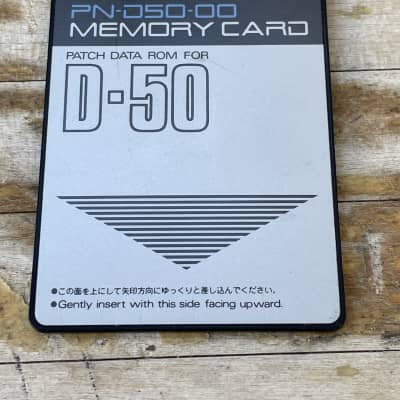 PN-D50-00
MEMORY CARD
PATCH DATA ROM FOR
D-50
●この面を上にして矢印方向にゆっくりと差し込んでください。
●Gently insert with this side facing upward.